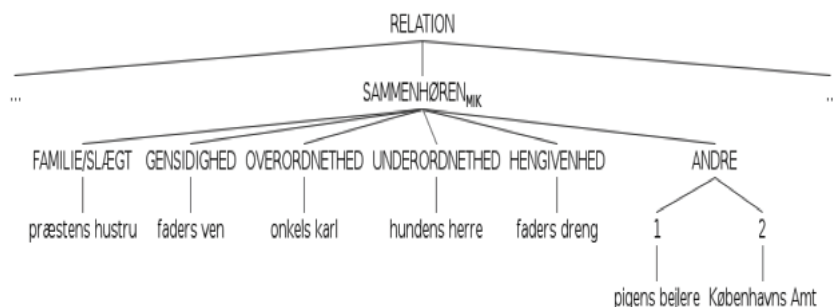 RELATION
... ...
SAMMENHØREN MIK
FAMILIE/SLÆGT GENSIDIGHED OVERORDNETHED UNDERORDNETHED HENGIVENHED ANDRE
præstens hustru faders ven onkels karl hundens herre faders dreng 1 2
pigens bejlere Københavns Amt